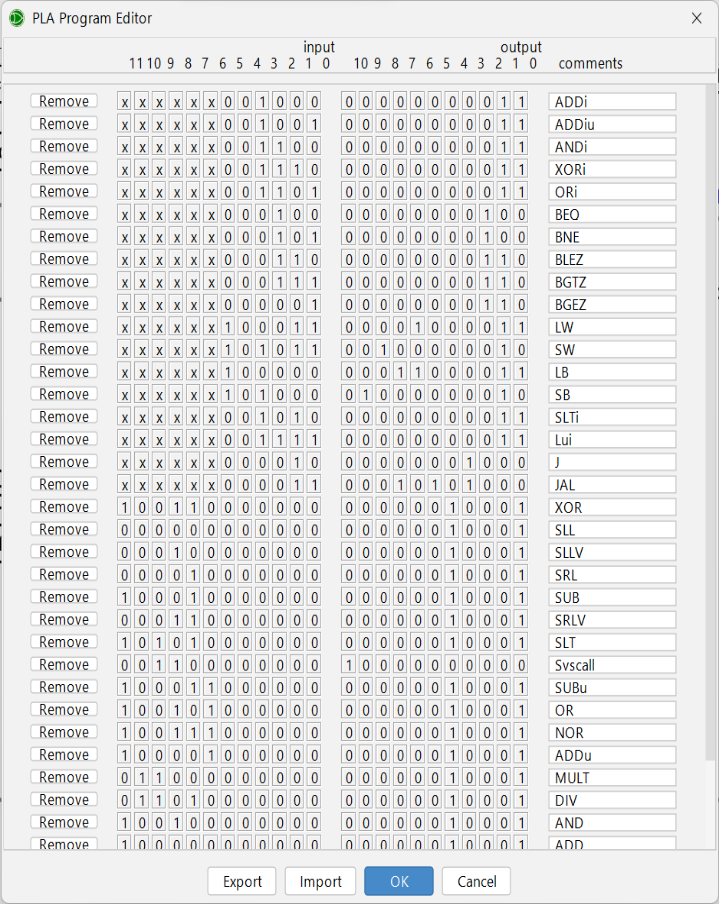 PLA Program Editor
input output
11 10 9 8 7 6 5 4 3 2 1 0 10 9 8 7 6 5 4 3 2 1 0 comments
Remove x x x x x x 0 0 1 0 0 0 0 0 0 0 0 0 0 0 0 1 1 ADDi
Remove x x x x x x 0 0 1 0 0 1 0 0 0 0 0 0 0 0 0 1 1 ADDiu
Remove x x x x x x 0 0 1 1 0 0 0 0 0 0 0 0 0 0 0 1 1 ANDi
Remove x x x x x x 0 0 1 1 1 0 0 0 0 0 0 0 0 0 0 1 1 XORi
Remove x x x x x x 0 0 1 1 0 1 0 0 0 0 0 0 0 0 0 1 1 ORi
Remove x x x x x x 0 0 0 1 0 0 0 0 0 0 0 0 0 0 1 0 0 BEQ
Remove x x x x x x 0 0 0 1 0 1 0 0 0 0 0 0 0 0 1 0 0 BNE
Remove x x x x x x 0 0 0 1 1 0 0 0 0 0 0 0 0 0 1 1 0 BLEZ
Remove x x x x x x 0 0 0 1 1 1 0 0 0 0 0 0 0 0 1 1 0 BGTZ
Remove x x x x x x 0 0 0 0 0 1 0 0 0 0 0 0 0 0 1 1 0 BGEZ
Remove x x x x x x 1 0 0 0 1 1 0 0 0 0 1 0 0 0 0 1 1 LW
Remove x x x x x x 1 0 1 0 1 1 0 0 1 0 0 0 0 0 0 1 0 SW
Remove x x x x x x 1 0 0 0 0 0 0 0 0 1 1 0 0 0 0 1 0 LB
Remove x x x x x x 1 0 1 0 0 0 0 1 0 0 0 0 0 0 0 1 0 SB
Remove x x x x x x 0 0 1 0 1 0 0 0 0 0 0 0 0 0 0 1 1 SLTi
Remove x x x x x x 0 0 1 1 1 1 0 0 0 0 0 0 0 0 0 1 1 Lui
Remove x x x x x x 0 0 0 0 1 0 0 0 0 0 0 0 0 1 0 0 0 J
Remove x x x x x x 0 0 0 0 1 1 0 0 0 1 0 1 0 1 0 0 0 JAL
Remove 1 0 0 1 1 0 0 0 0 0 0 0 0 0 0 0 0 0 1 0 0 0 1 XOR
Remove 0 0 0 0 0 0 0 0 0 0 0 0 0 0 0 0 0 0 1 0 0 0 1 SLL
Remove 0 0 0 1 0 0 0 0 0 0 0 0 0 0 0 0 0 0 1 0 0 0 1 SLLV
Remove 0 0 0 0 1 0 0 0 0 0 0 0 0 0 0 0 0 0 1 0 0 0 1 SRL
Remove 1 0 0 0 1 0 0 0 0 0 0 0 0 0 0 0 0 0 1 0 0 0 1 SUB
Remove 0 0 0 1 1 0 0 0 0 0 0 0 0 0 0 0 0 0 1 0 0 0 1 SRLV
Remove 1 0 1 0 1 0 0 0 0 0 0 0 0 0 0 0 0 0 1 0 0 0 1 SLT
Remove 0 0 1 1 0 0 0 0 0 0 0 0 1 0 0 0 0 0 0 0 0 0 0 Syscall
Remove 1 0 0 0 1 1 0 0 0 0 0 0 0 0 0 0 0 0 1 0 0 0 1 SUBu
Remove 1 0 0 1 0 1 0 0 0 0 0 0 0 0 0 0 0 0 1 0 0 0 1 OR
Remove 1 0 0 1 1 1 0 0 0 0 0 0 0 0 0 0 0 0 1 0 0 0 1 NOR
Remove 1 0 0 0 0 1 0 0 0 0 0 0 0 0 0 0 0 0 1 0 0 0 1 ADDu
Remove 0 1 1 0 0 0 0 0 0 0 0 0 0 0 0 0 0 0 1 0 0 0 1 MULT
Remove 0 1 1 0 1 0 0 0 0 0 0 0 0 0 0 0 0 0 1 0 0 0 1 DIV
Remove 1 0 0 1 0 0 0 0 0 0 0 0 0 0 0 0 0 0 1 0 0 0 1 AND
Remove 1 0 0 0 0 0 0 0 0 0 0 0 0 0 0 0 0 0 1 0 0 0 1 ADD
Export Import OK Cancel